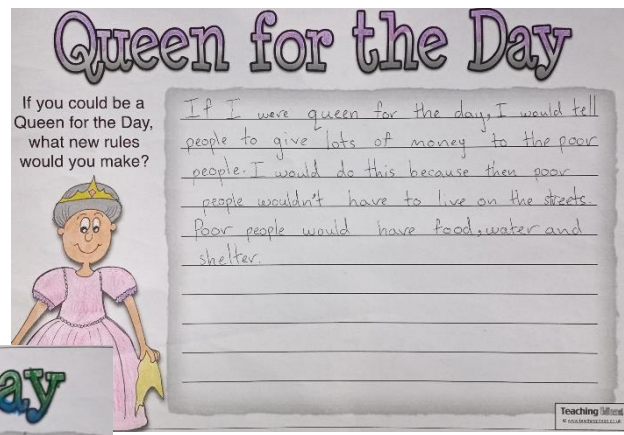 Queen for the Day
If you could be a
Queen for the Day,
what new rules
would you make?
If I were queen for the day, I would tell
people to give lots of money to the poor
people. I would do this because then poor
people wouldn't have to live on the streets.
Poor people would have food, water and
shelter.
ay
Teaching